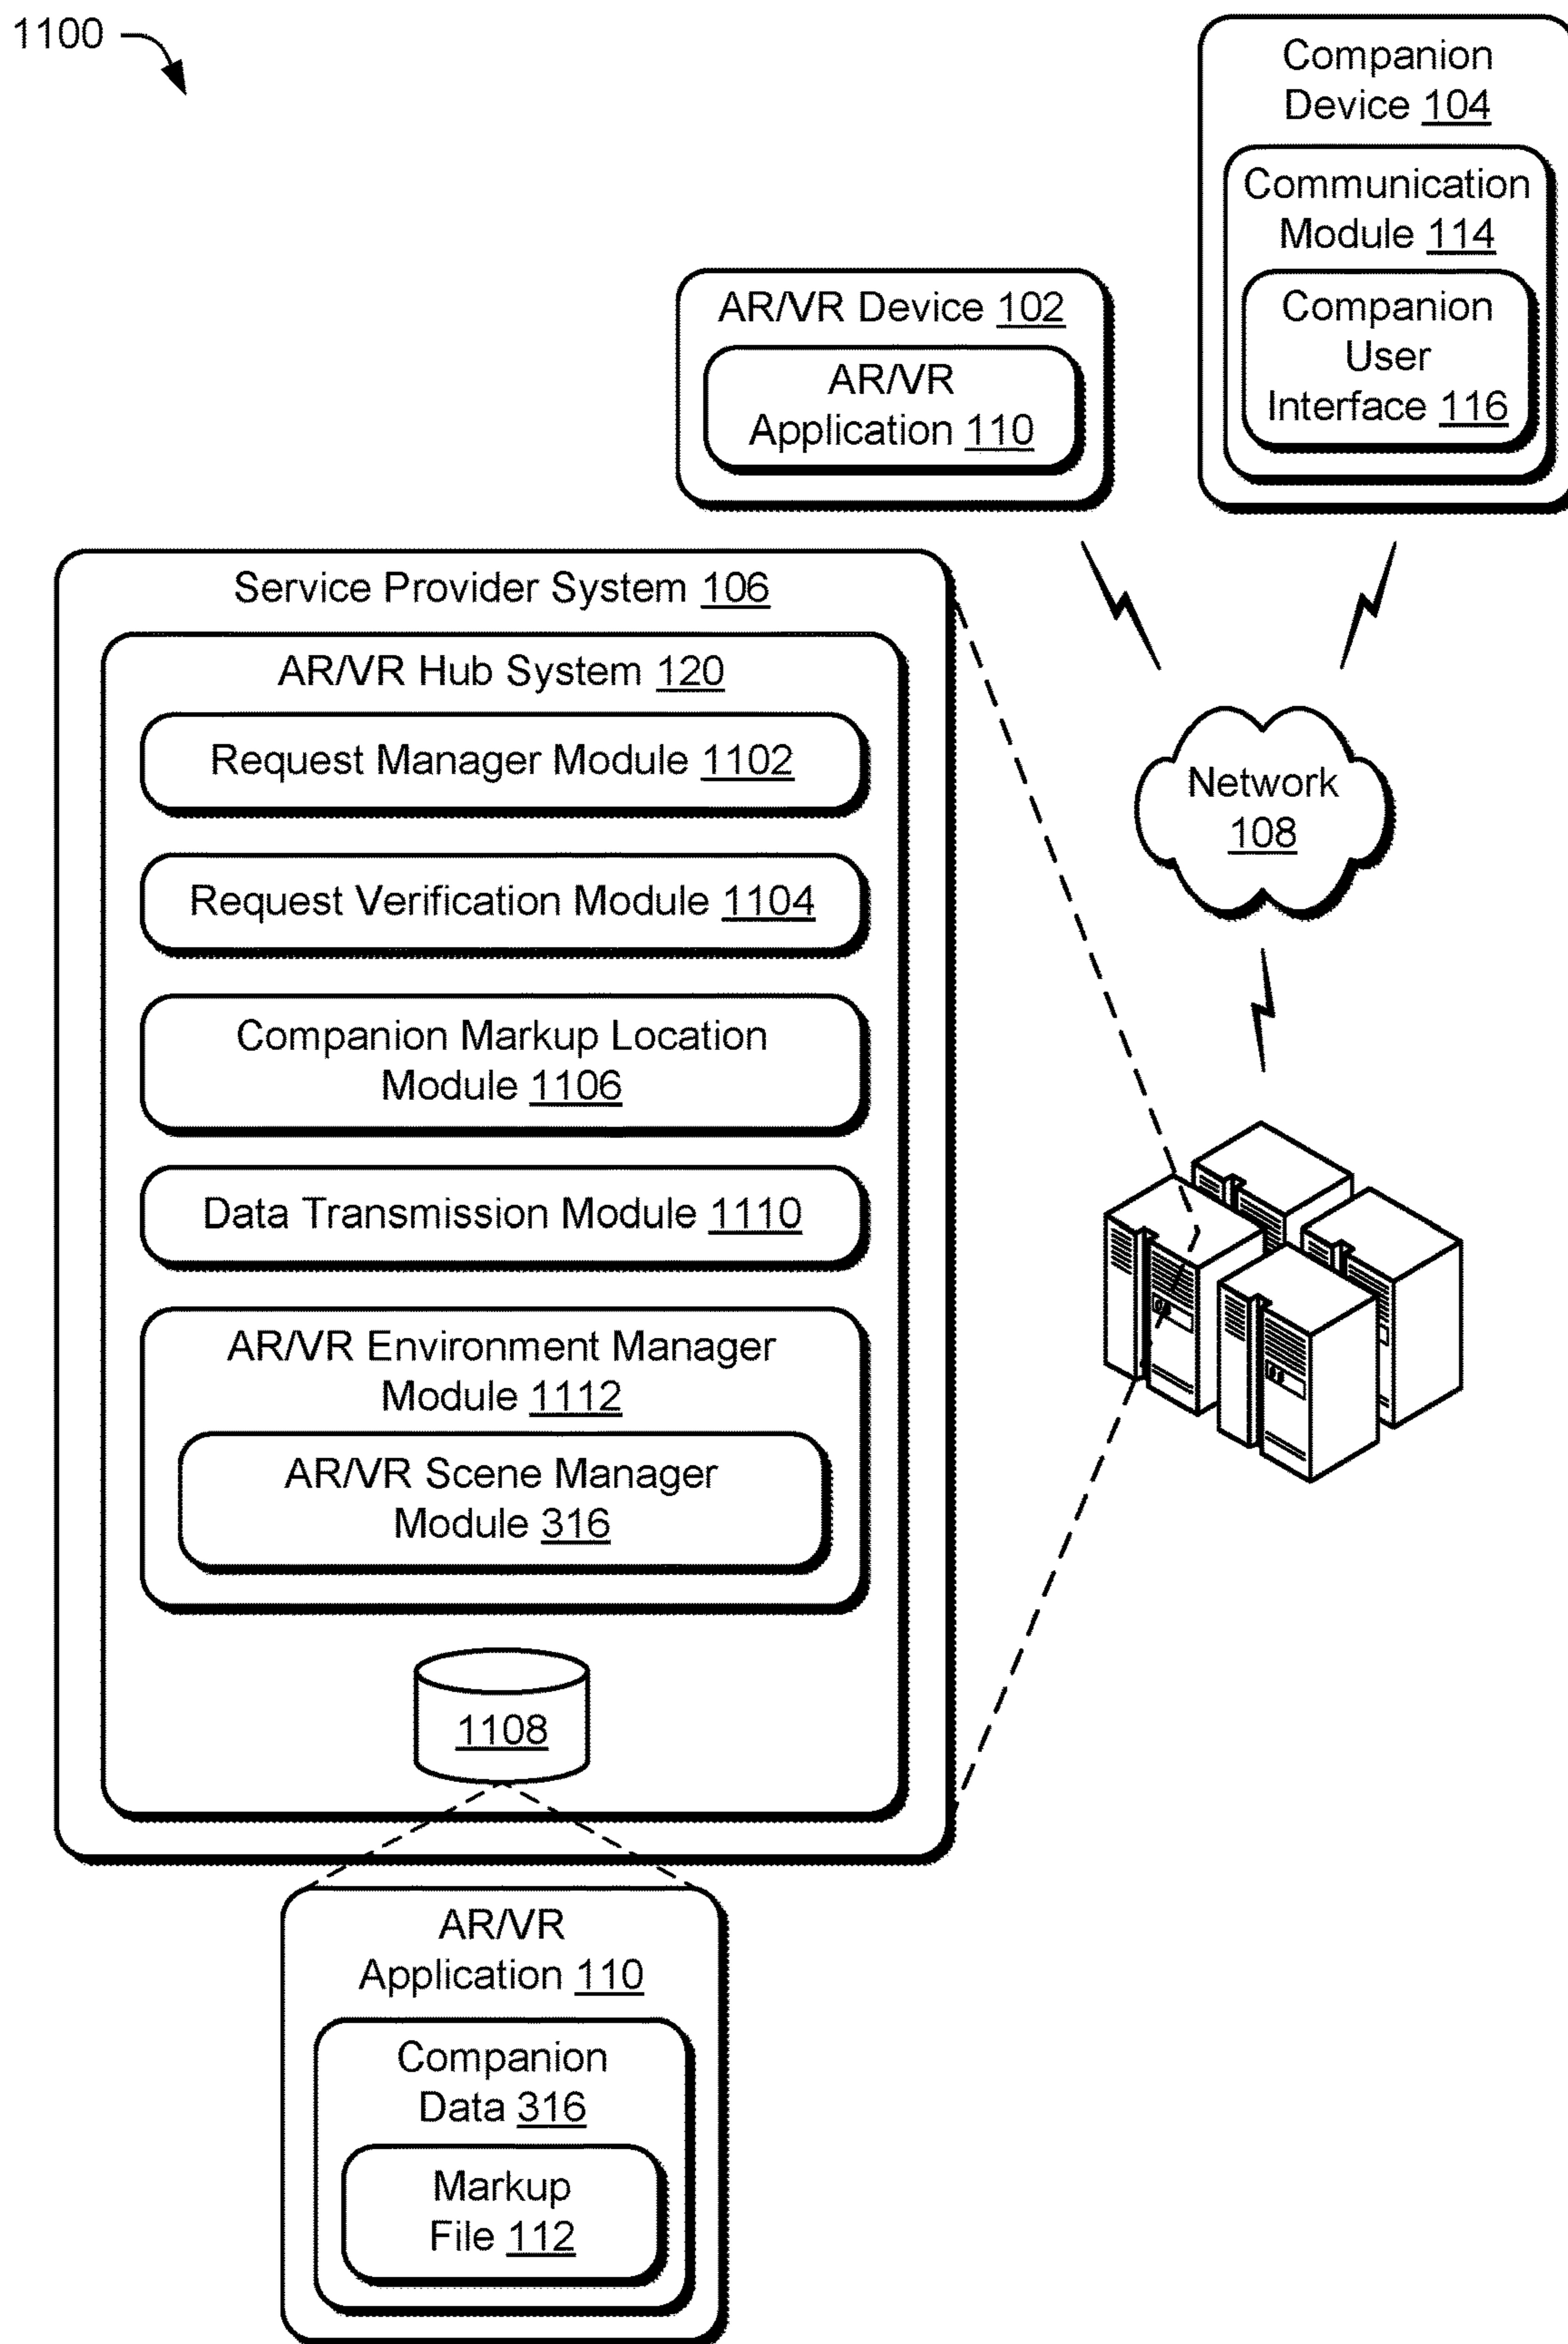 1100
Companion
Device 104
Communication
Module 114
Companion
User
Interface 116
AR/VR Device 102
AR/VR
Application 110
Service Provider System 106
AR/VR Hub System 120
Request Manager Module 1102
Request Verification Module 1104
Companion Markup Location
Module 1106
Data Transmission Module 1110
AR/VR Environment Manager
Module 1112
AR/VR Scene Manager
Module 316
1108
Network
108
AR/VR
Application 110
Companion
Data 316
Markup
File 112